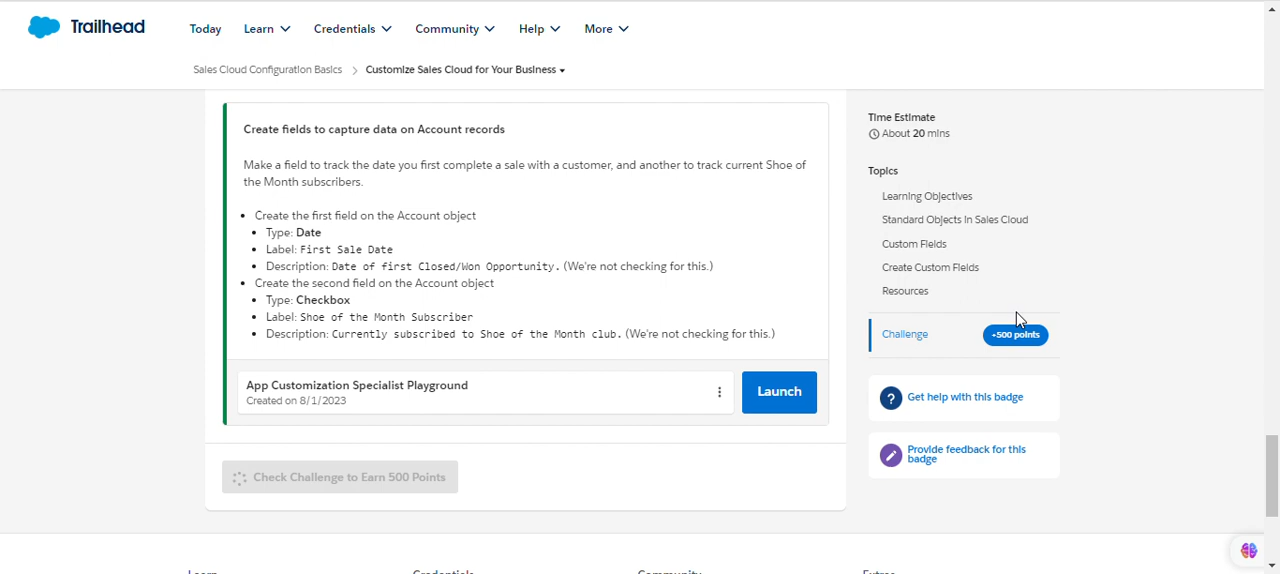 Trailhead
Today Learn Credentials Community Help More
Sales Cloud Configuration Basics > Customize Sales Cloud for Your Business
Create fields to capture data on Account records
Make a field to track the date you first complete a sale with a customer, and another to track current Shoe of
the Month subscribers.
• Create the first field on the Account object
• Type: Date
• Label: First Sale Date
• Description: Date of first Closed/Won Opportunity. (We're not checking for this.)
• Create the second field on the Account object
• Type: Checkbox
• Label: Shoe of the Month Subscriber
• Description: Currently subscribed to Shoe of the Month club. (We're not checking for this.)
App Customization Specialist Playground
Created on 8/1/2023
Launch
Check Challenge to Earn 500 Points
Time Estimate
About 20 mins
Topics
Learning Objectives
Standard Objects in Sales Cloud
Custom Fields
Create Custom Fields
Resources
Challenge +500 points
? Get help with this badge
Provide feedback for this
badge
Learn Credentials Community Extras